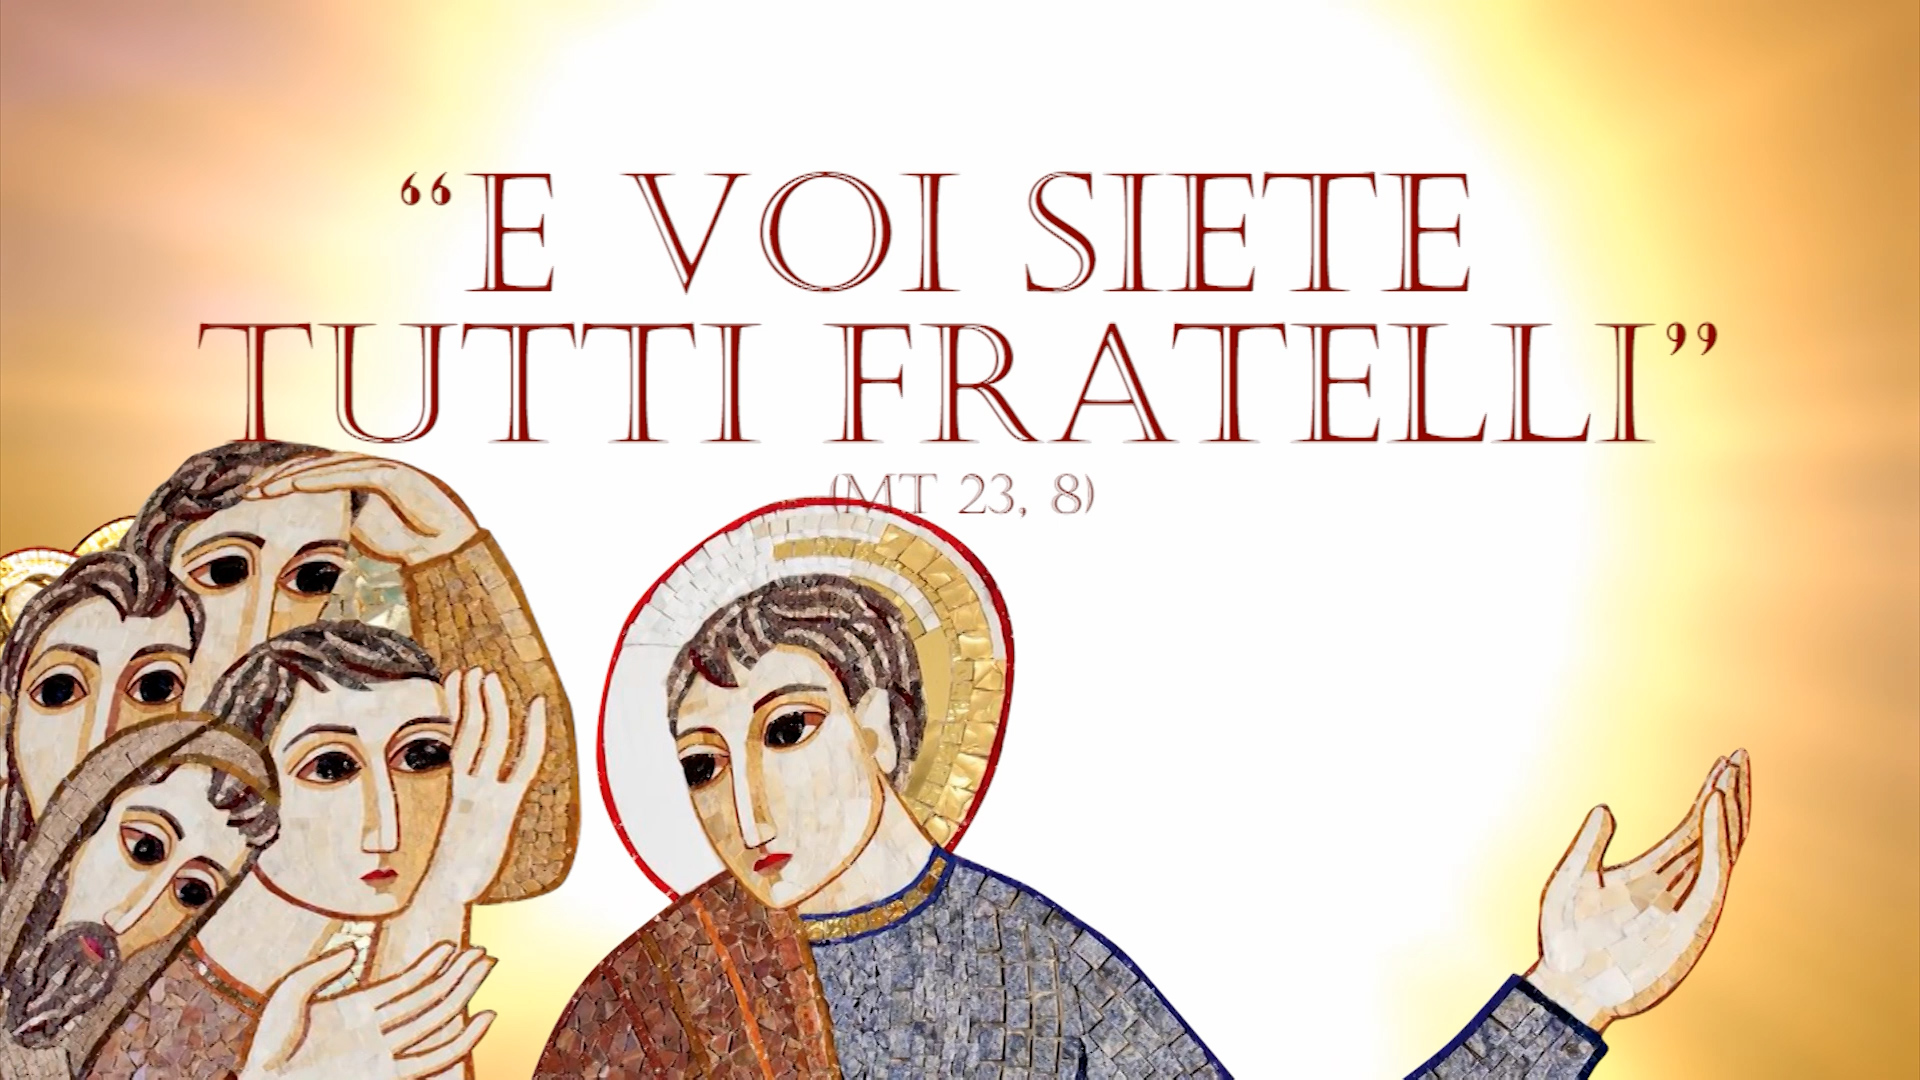 “E VOI SIETE
TUTTI FRATELLI”
(MT 23, 8)